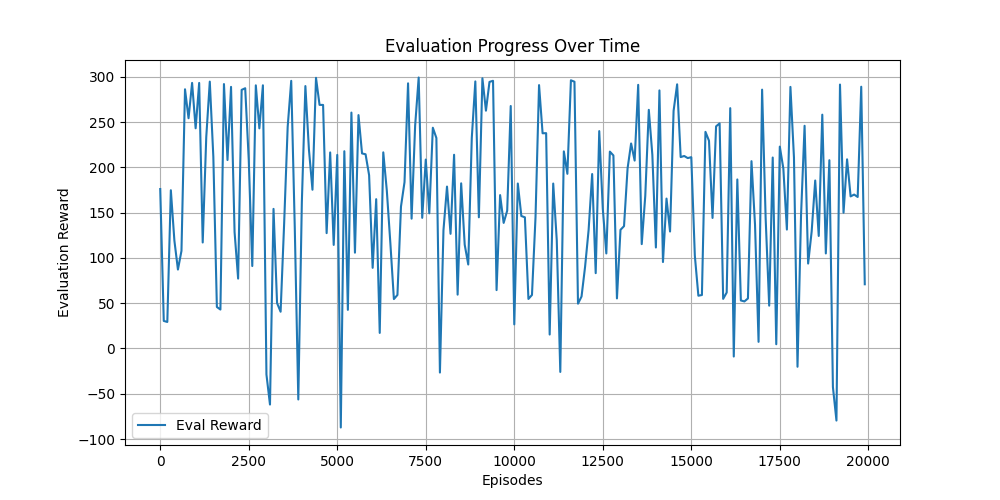 Evaluation Progress Over Time
300
250
200
150
100
50
0
−50
−100
Evaluation Reward
Eval Reward
0 2500 5000 7500 10000 12500 15000 17500 20000
Episodes